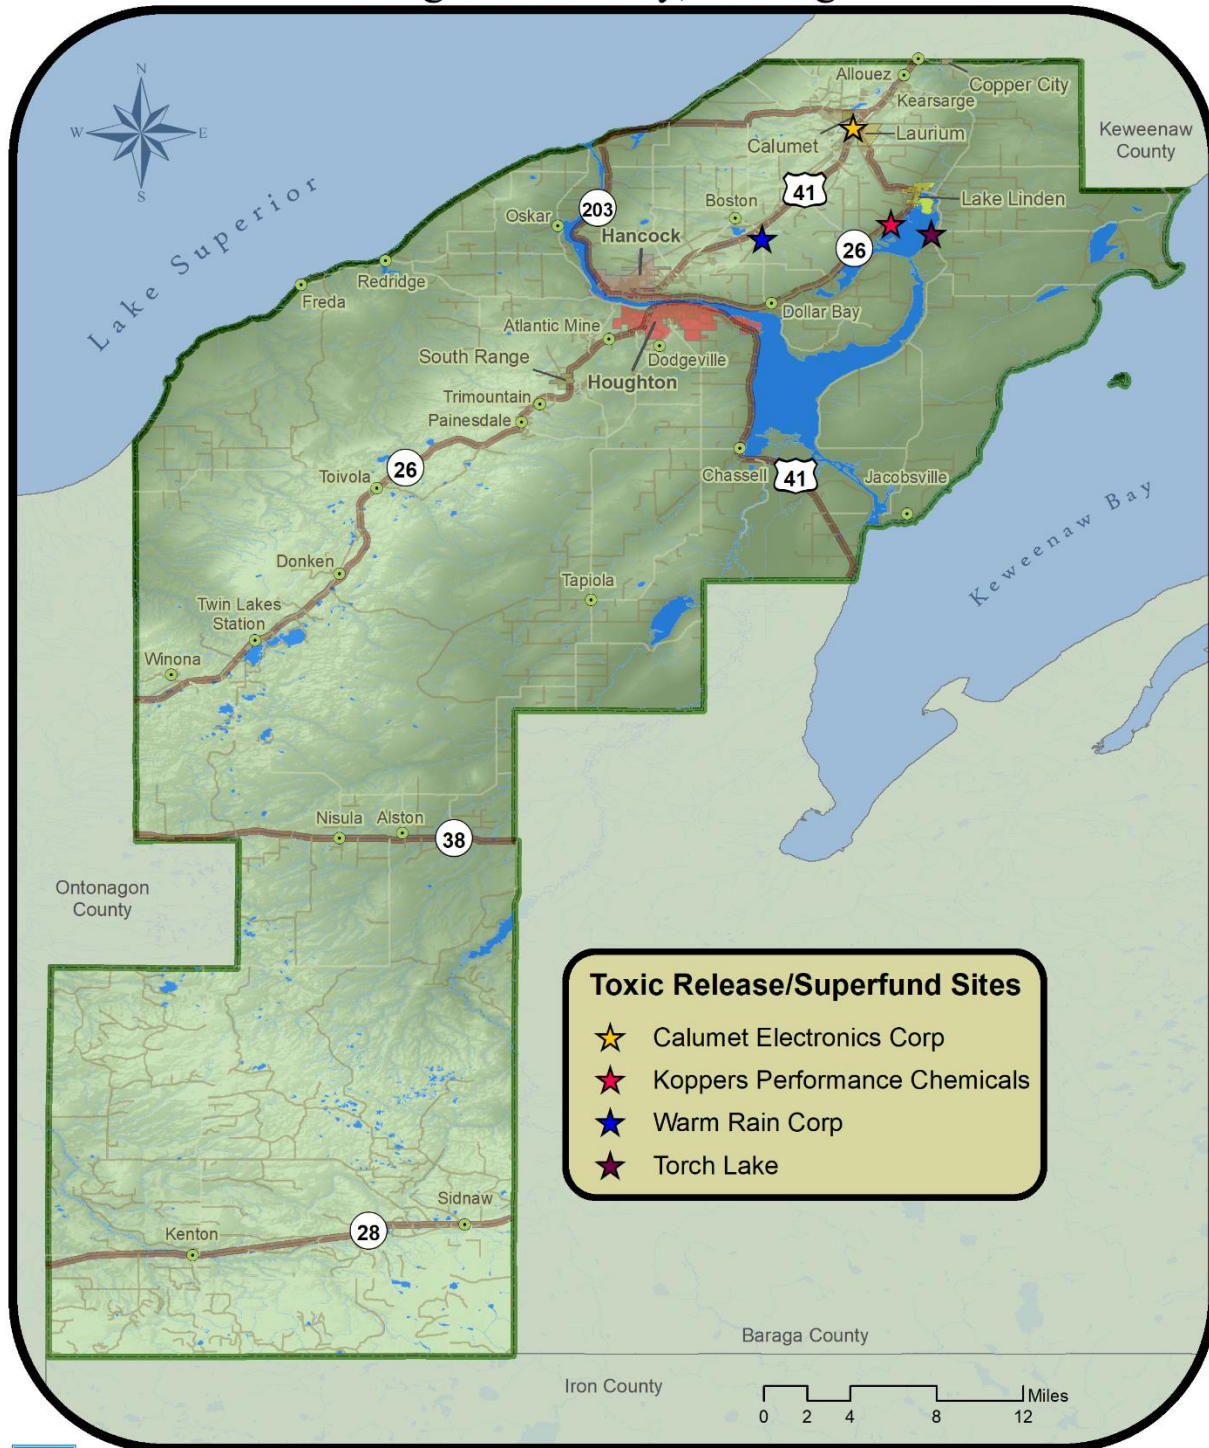 N
W
E
S
Lake Superior
Allouez
Copper City
Kearsarge
Laurium
Calumet
Keweenaw
County
41
Boston
Lake Linden
Oskar
203
Hancock
26
Redridge
Freda
Dollar Bay
Atlantic Mine
Dodgeville
South Range
Houghton
Trimountain
Painesdale
26
Toivola
Chassell
41
Jacobsville
Keweenaw Bay
Donken
Tapiola
Twin Lakes
Station
Winona
Nisula
Alston
38
Ontonagon
County
Toxic Release/Superfund Sites
Calumet Electronics Corp
Koppers Performance Chemicals
Warm Rain Corp
Torch Lake
Sidnaw
Kenton
28
Baraga County
Iron County
Miles
0 2 4 8 12